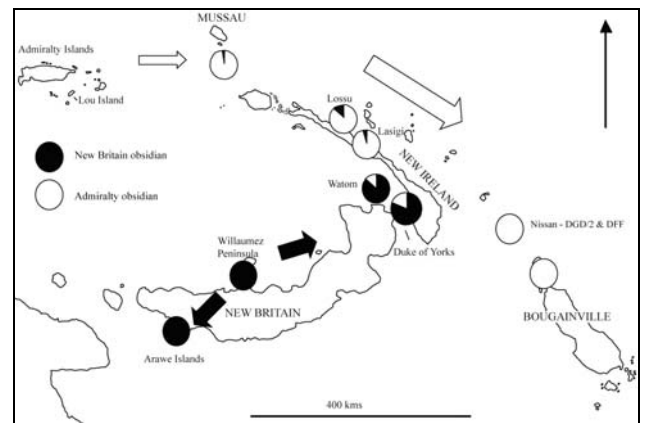 MUSSAU
Admiralty Islands
Lou Island
Lossu
Lasigi
New Britain obsidian
NEW IRELAND
Admiralty obsidian
Watom
Nissan - DGD/2 & DFF
Willaumez
Peninsula
Duke of Yorks
NEW BRITAIN
BOUGAINVILLE
Arawe Islands
400 kms